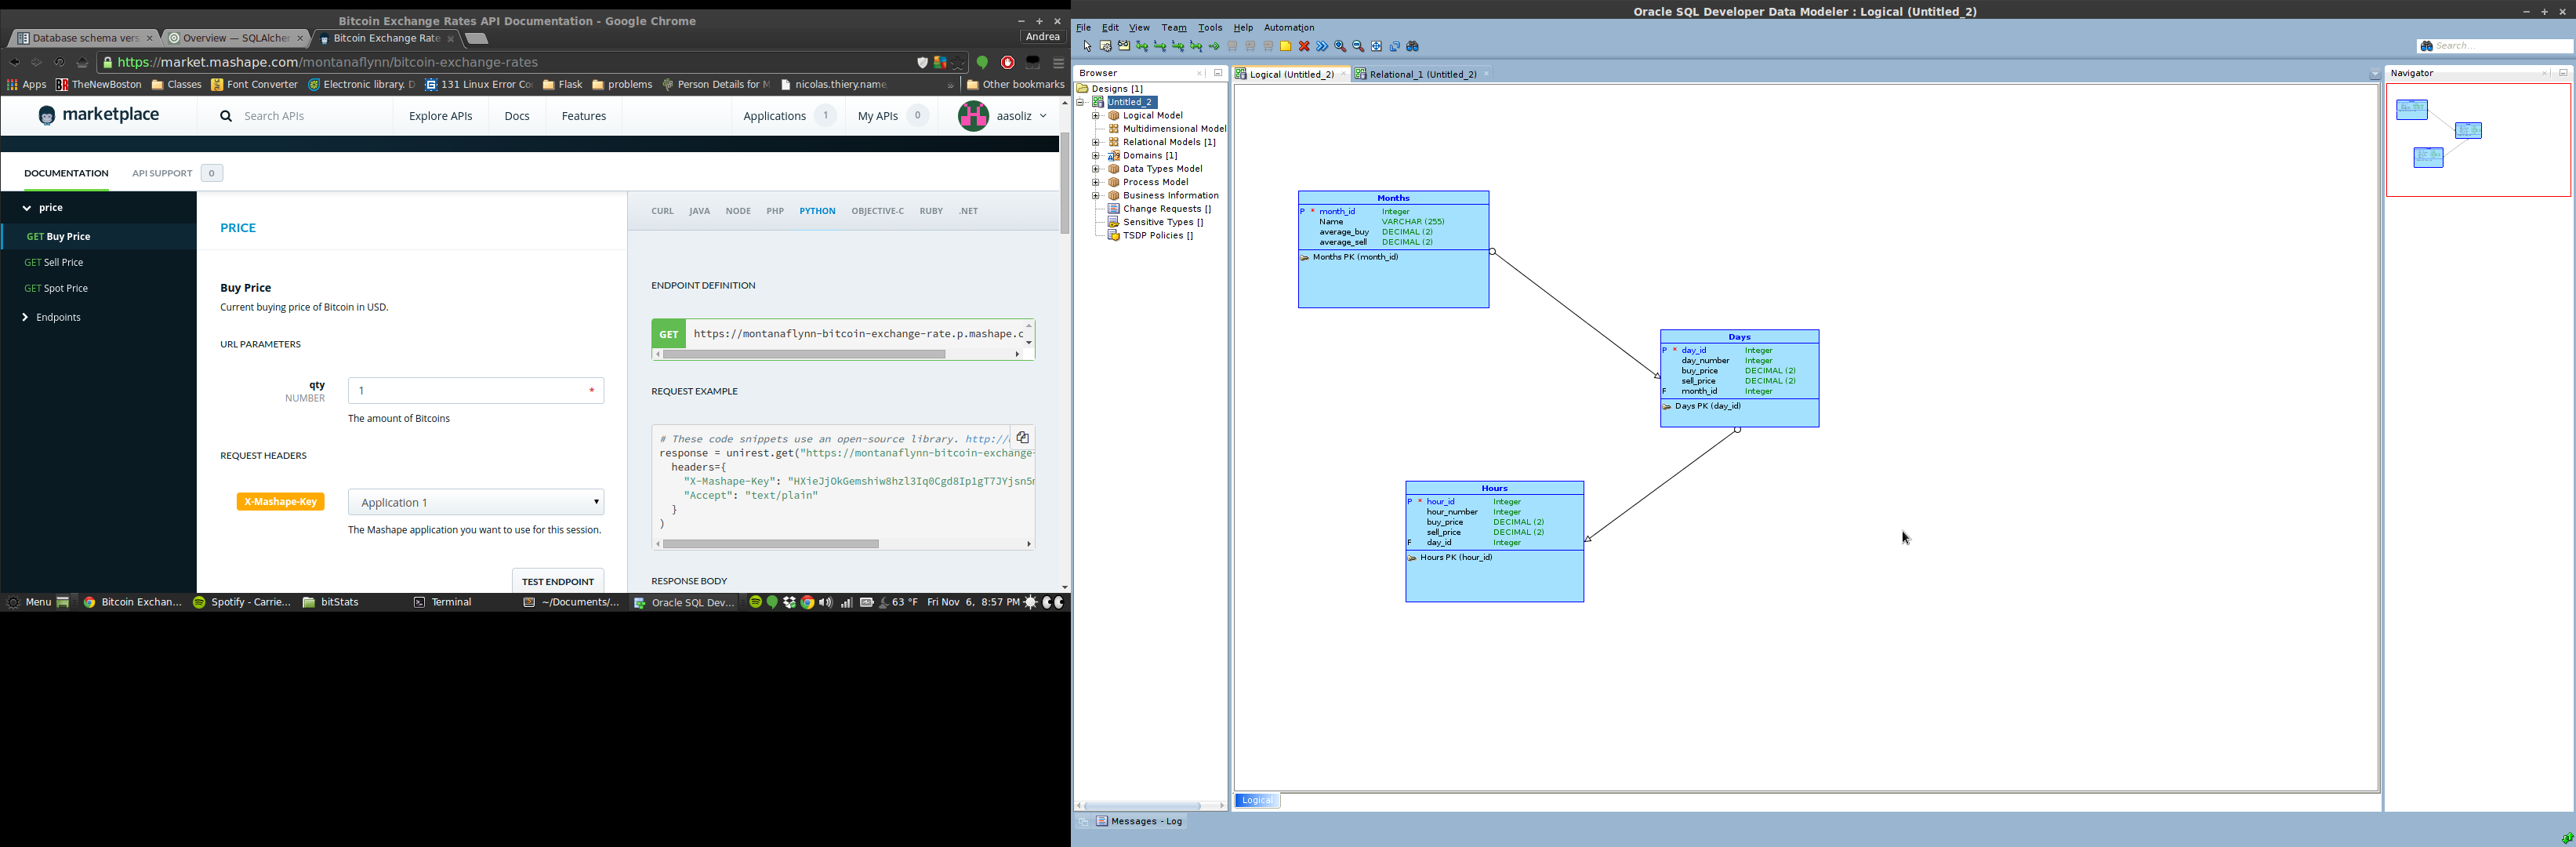 Bitcoin Exchange Rates API Documentation - Google Chrome
Database schema vers
Overview — SQLAlche
Bitcoin Exchange Rate
Andrea
https://market.mashape.com/montanaflynn/bitcoin-exchange-rates
Apps
TheNewBoston
Classes
Font Converter
Electronic library. D
131 Linux Error Co
Flask
problems
Person Details for M
nicolas.thiery.name
»
Other bookmarks
marketplace
Search APIs
Explore APIs
Docs
Features
Applications 1
My APIs 0
aasoliz
DOCUMENTATION
API SUPPORT 0
price
GET Buy Price
GET Sell Price
GET Spot Price
Endpoints
PRICE
Buy Price
Current buying price of Bitcoin in USD.
URL PARAMETERS
qty
NUMBER
1 *
The amount of Bitcoins
REQUEST HEADERS
X-Mashape-Key
Application 1
The Mashape application you want to use for this session.
TEST ENDPOINT
CURL JAVA NODE PHP PYTHON OBJECTIVE-C RUBY .NET
ENDPOINT DEFINITION
GET https://montanaflynn-bitcoin-exchange-rate.p.mashape.c
REQUEST EXAMPLE
# These code snippets use an open-source library. http://
response = unirest.get("https://montanaflynn-bitcoin-exchange-
headers={
"X-Mashape-Key":
"Accept": "text/plain"
}
)
RESPONSE BODY
Menu
Bitcoin Exchan...
Spotify - Carrie...
bitStats
Terminal
~/Documents/...
Oracle SQL Dev...
63 °F
Fri Nov 6, 8:57 PM
Oracle SQL Developer Data Modeler : Logical (Untitled_2)
File Edit View Team Tools Help Automation
Search...
Browser
Designs [1]
Untitled_2
Logical Model
Multidimensional Model
Relational Models [1]
Domains [1]
Data Types Model
Process Model
Business Information
Change Requests []
Sensitive Types []
TSDP Policies []
Logical (Untitled_2)
Relational_1 (Untitled_2)
Months
P * month_id Integer
Name VARCHAR (255)
average_buy DECIMAL (2)
average_sell DECIMAL (2)
Months PK (month_id)
Days
P * day_id Integer
day_number Integer
buy_price DECIMAL (2)
sell_price DECIMAL (2)
F month_id Integer
Days PK (day_id)
Hours
P * hour_id Integer
hour_number Integer
buy_price DECIMAL (2)
sell_price DECIMAL (2)
F day_id Integer
Hours PK (hour_id)
Logical
Messages - Log
Navigator